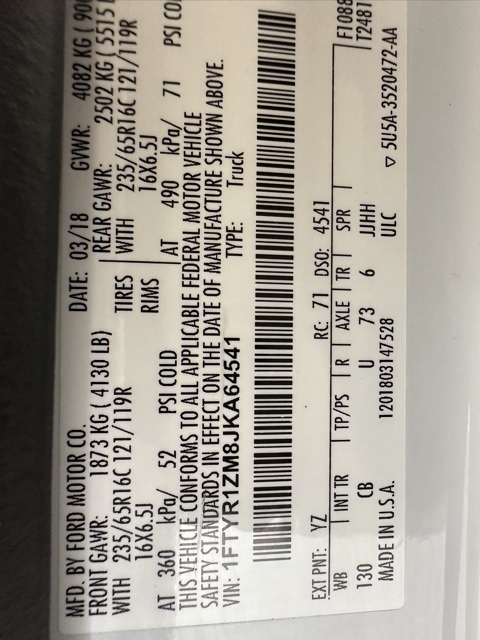 MFD. BY FORD MOTOR CO. DATE: 03/18 GVWR: 4082 KG (
FRONT GAWR: 1873 KG ( 4130 LB) REAR GAWR: 2502 KG ( 5515
WITH 235/65R16C 121/119R TIRES WITH 235/65R16C 121/119R
16X6.5J RIMS 16X6.5J
AT 360 kPa/ 52 PSI COLD AT 490 kPa/ 71 PSI
THIS VEHICLE CONFORMS TO ALL APPLICABLE FEDERAL MOTOR VEHICLE
SAFETY STANDARDS IN EFFECT ON THE DATE OF MANUFACTURE SHOWN ABOVE.
VIN: 1FTYR1ZM8JKA64541 TYPE: Truck
EXT PNT: YZ RC: 71 DSO: 4541
WB INT TR TP/PS R AXLE TR SPR
130 CB U 73 6 JJHH
MADE IN U.S.A. 1201803147528 ULC
▽ 5U5A-3520472-AA